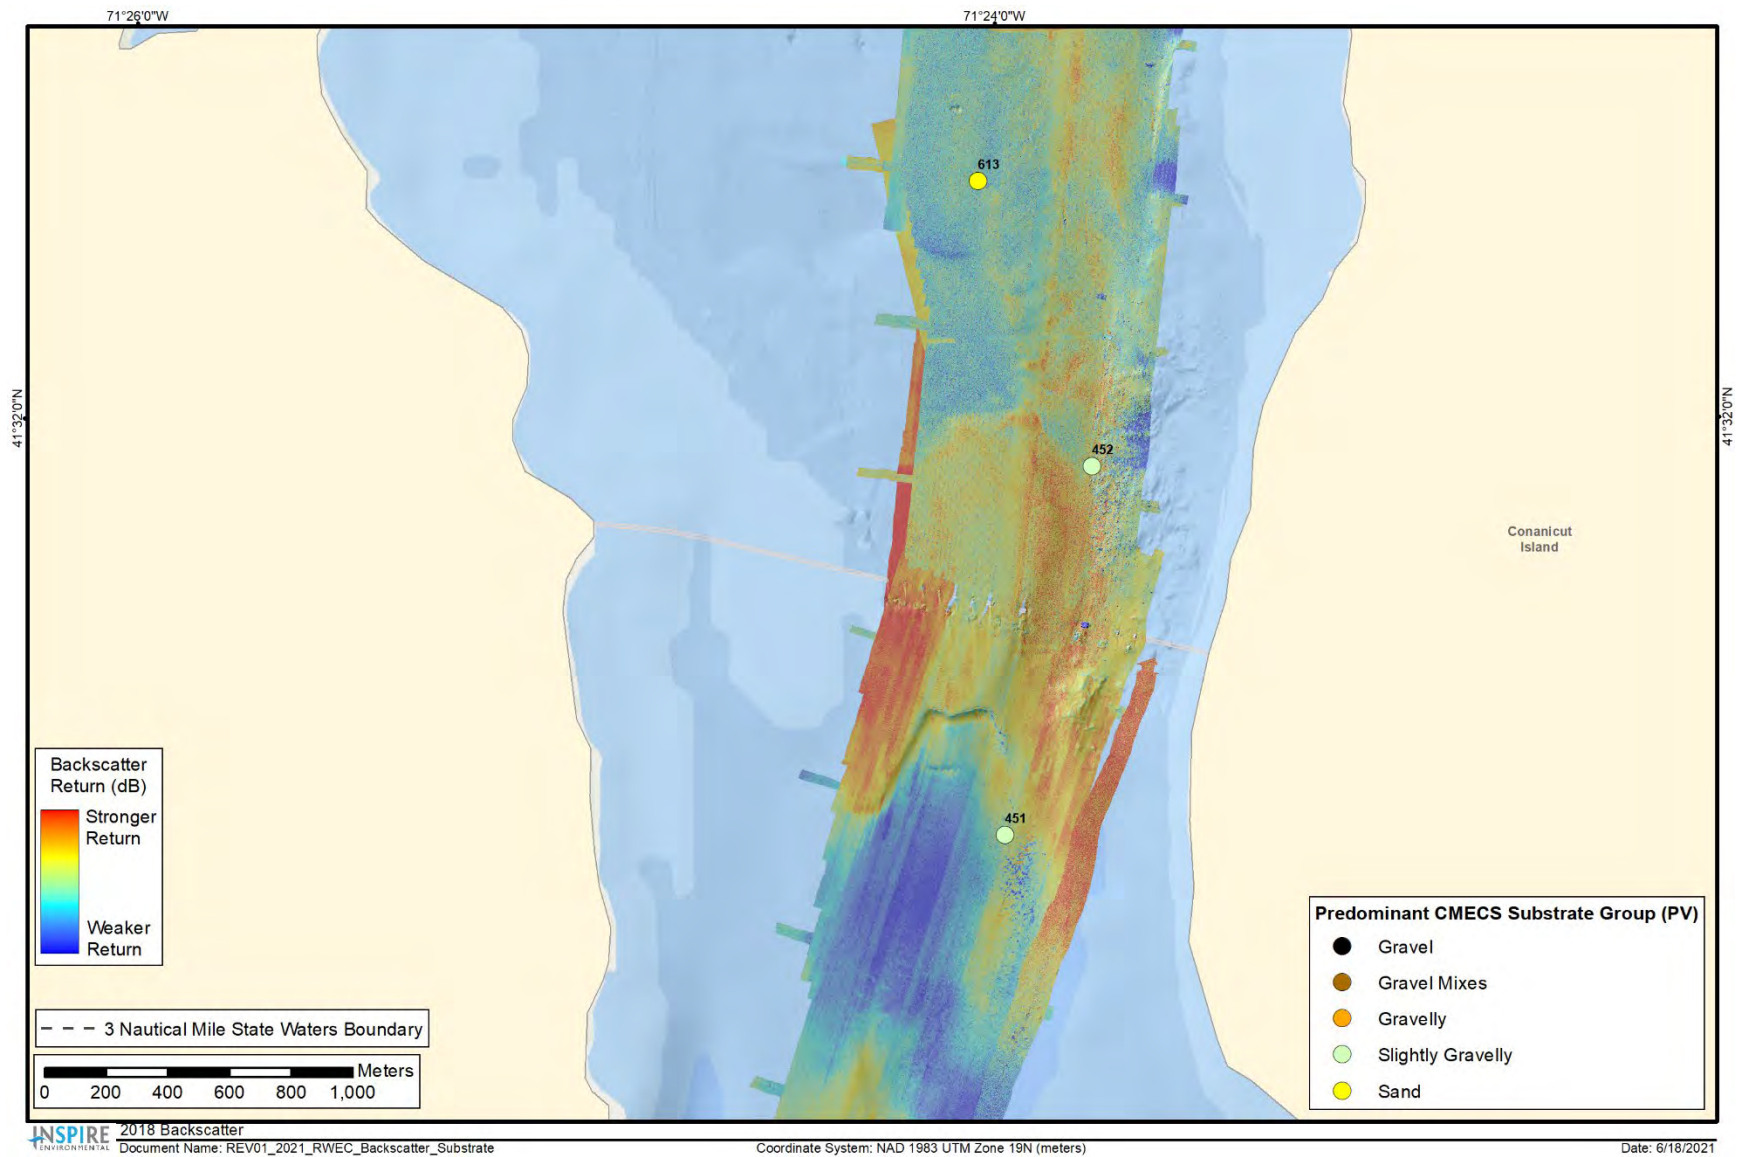 71°26'0"W
71°24'0"W
613
41°32'0"N
41°32'0"N
452
Conanicut
Island
451
Backscatter
Return (dB)
Stronger
Return
Weaker
Return
3 Nautical Mile State Waters Boundary
Meters
0 200 400 600 800 1,000
Predominant CMECS Substrate Group (PV)
Gravel
Gravel Mixes
Gravelly
Slightly Gravelly
Sand
INSPIRE
ENVIRONMENTAL
2018 Backscatter
Document Name: REV01_2021_RWEC_Backscatter_Substrate
Coordinate System: NAD 1983 UTM Zone 19N (meters)
Date: 6/18/2021